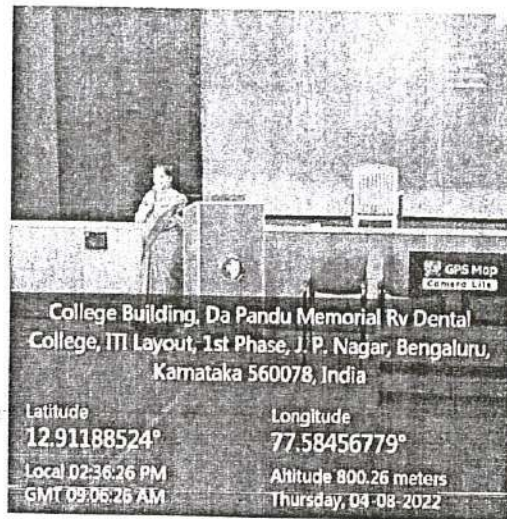 GPS Map
Camera Lite
College Building, Da Pandu Memorial Rv Dental
College, ITI Layout, 1st Phase, J. P. Nagar, Bengaluru,
Karnataka 560078, India
Latitude
12.91188524°
Longitude
77.58456779°
Local 02:36:26 PM
GMT 09:06:26 AM
Altitude 800.26 meters
Thursday, 04-08-2022